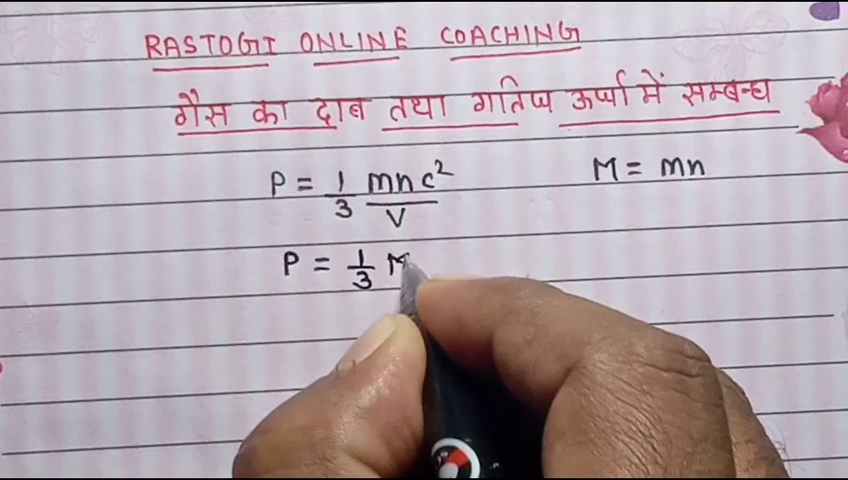 RASTOGI ONLINE COACHING
गैस का दाब तथा गतिज ऊर्जा में सम्बन्ध
P = 1/3 mnc²/V M = mn
P = 1/3 M